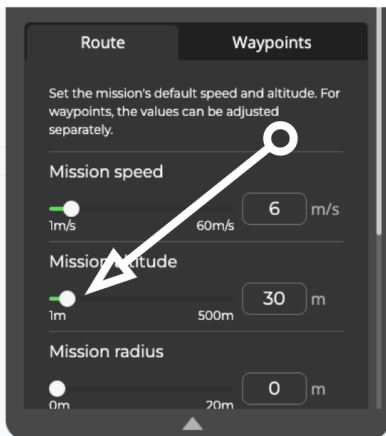 Route Waypoints
Set the mission's default speed and altitude. For
waypoints, the values can be adjusted
separately.
Mission speed
6 m/s
1m/s 60m/s
Mission altitude
30 m
1m 500m
Mission radius
0 m
0m 20m